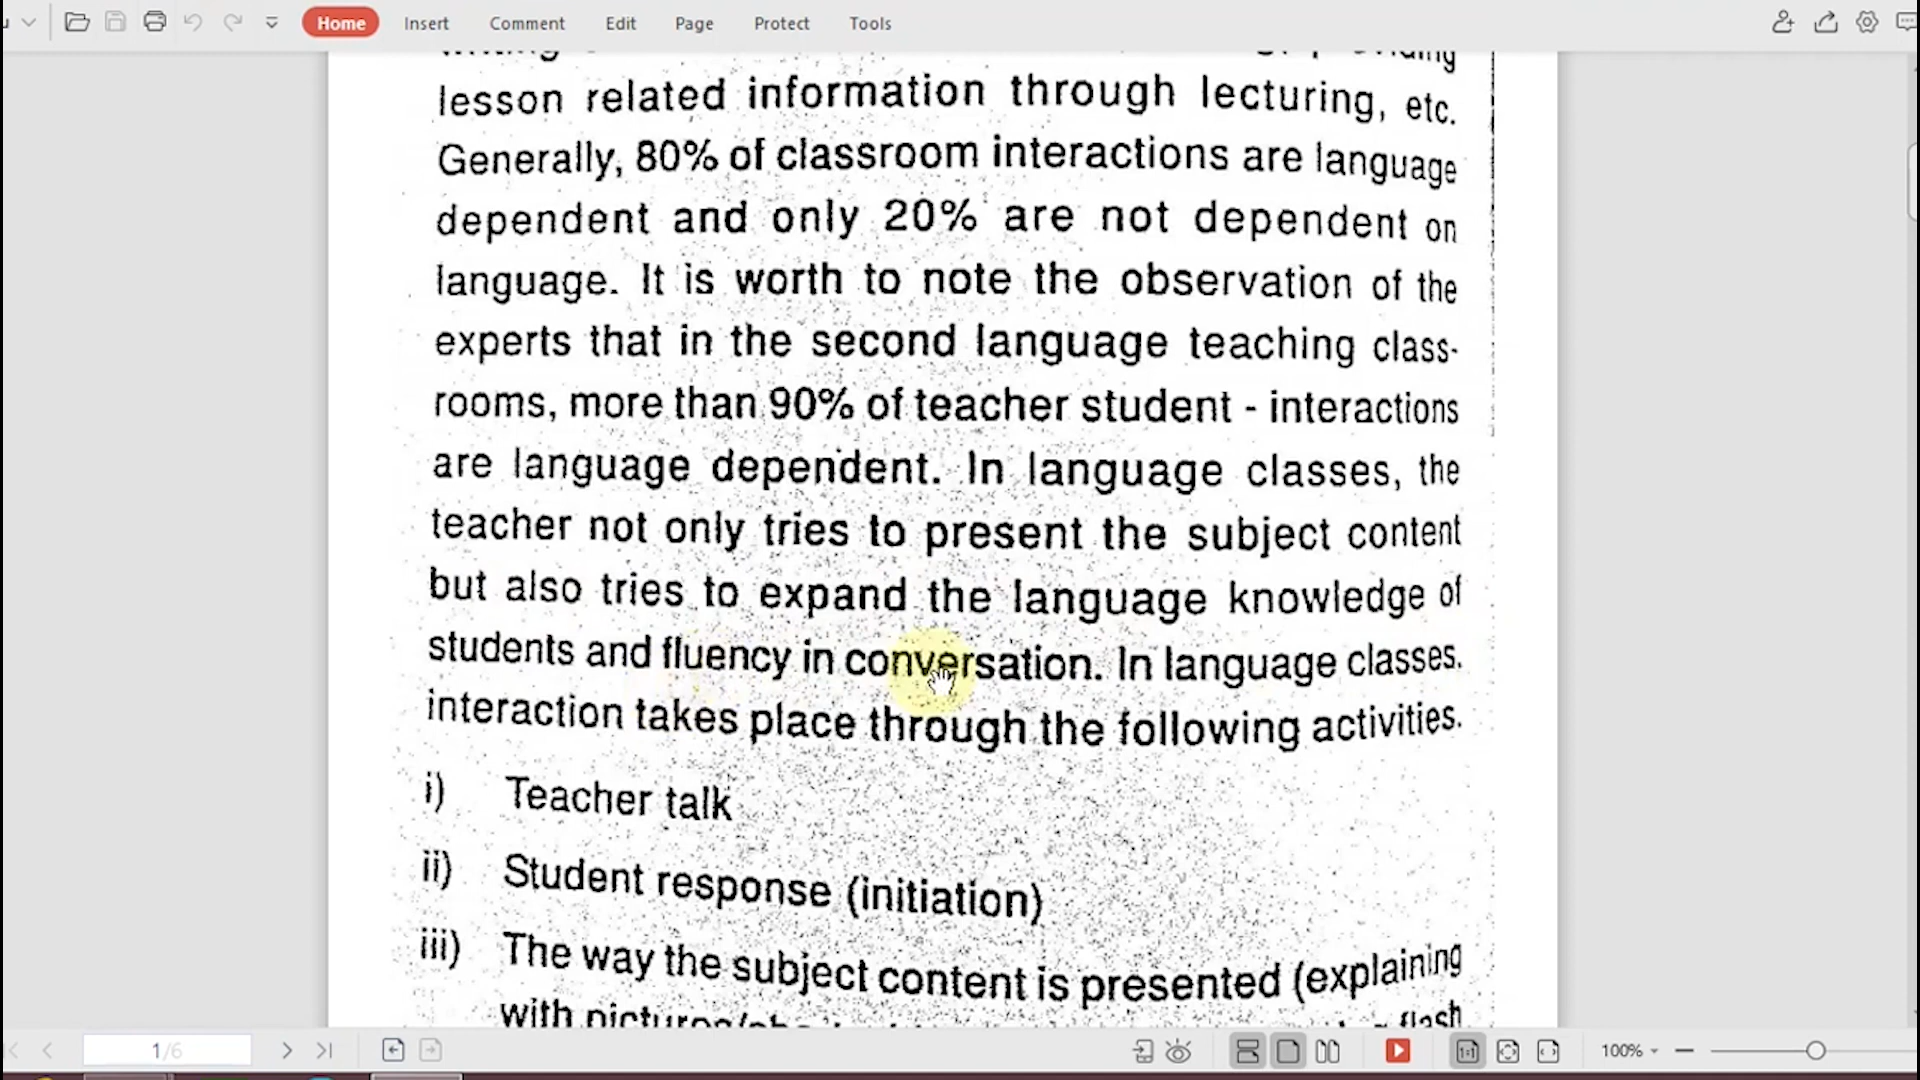 Home Insert Comment Edit Page Protect Tools
lesson related information through lecturing, etc.
Generally, 80% of classroom interactions are language
dependent and only 20% are not dependent on
language. It is worth to note the observation of the
experts that in the second language teaching class-
rooms, more than 90% of teacher student - interactions
are language dependent. In language classes, the
teacher not only tries to present the subject content
but also tries to expand the language knowledge of
students and fluency in conversation. In language classes.
interaction takes place through the following activities.
i) Teacher talk
ii) Student response (initiation)
iii) The way the subject content is presented (explaining
with
1/6 100%